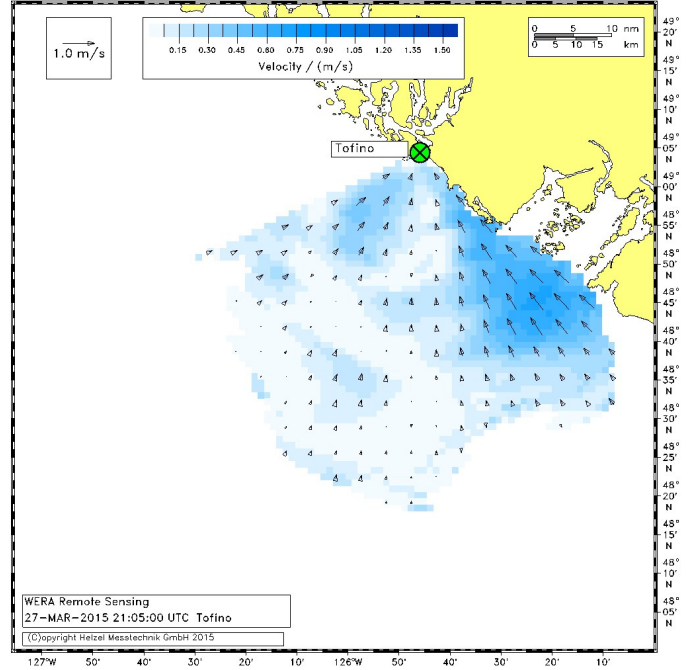 1.0 m/s
0.15 0.30 0.45 0.60 0.75 0.90 1.05 1.20 1.35 1.50
Velocity / (m/s)
0 5 10 nm
0 5 10 15 km
Tofino
49°
20'
N
49°
15'
N
49°
10'
N
49°
05'
N
49°
00'
N
48°
55'
N
48°
50'
N
48°
45'
N
48°
40'
N
48°
35'
N
48°
30'
N
48°
25'
N
48°
20'
N
48°
15'
N
48°
10'
N
48°
05'
N
WERA Remote Sensing
27-MAR-2015 21:05:00 UTC Tofino
(C)opyright Helzel Messtechnik GmbH 2015
127°W 50' 40' 30' 20' 10' 126°W 50' 40' 30' 20' 10'